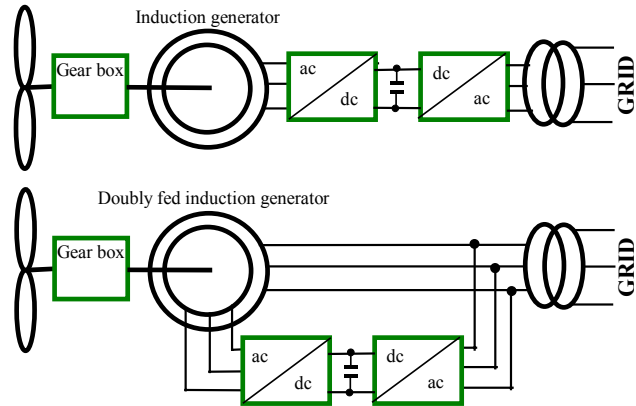 Induction generator
Gear box
ac
dc
dc
ac
GRID
Doubly fed induction generator
Gear box
ac
dc
dc
ac
GRID